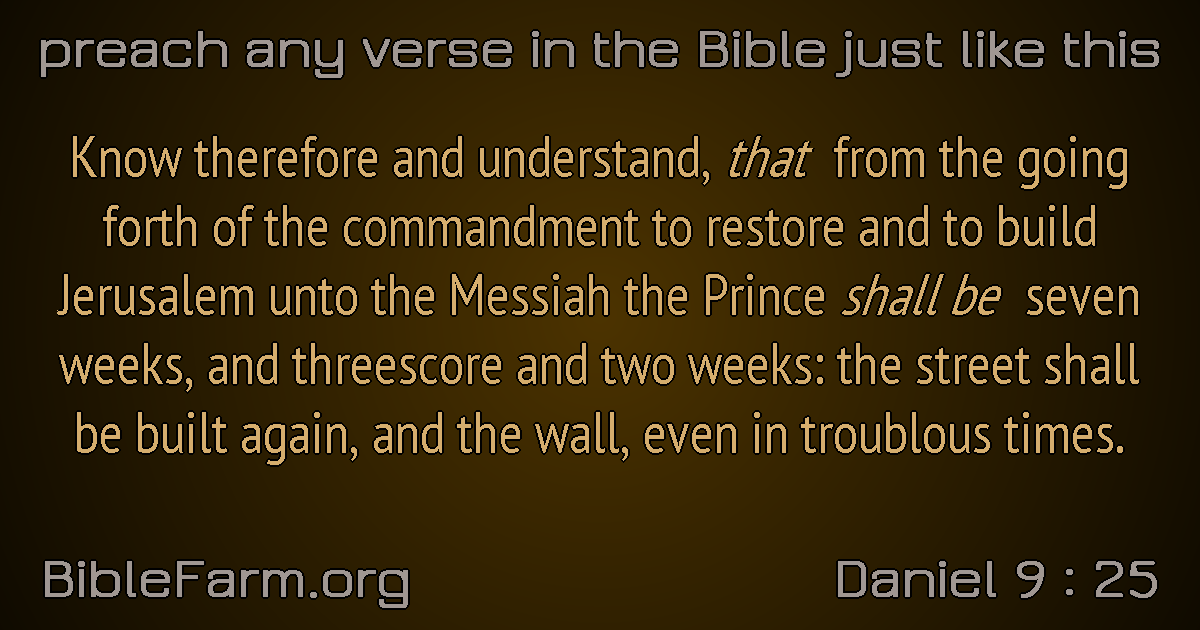 preach any verse in the Bible just like this
Know therefore and understand, that from the going
forth of the commandment to restore and to build
Jerusalem unto the Messiah the Prince shall be seven
weeks, and threescore and two weeks: the street shall
be built again, and the wall, even in troublous times.
BibleFarm.org
Daniel 9 : 25